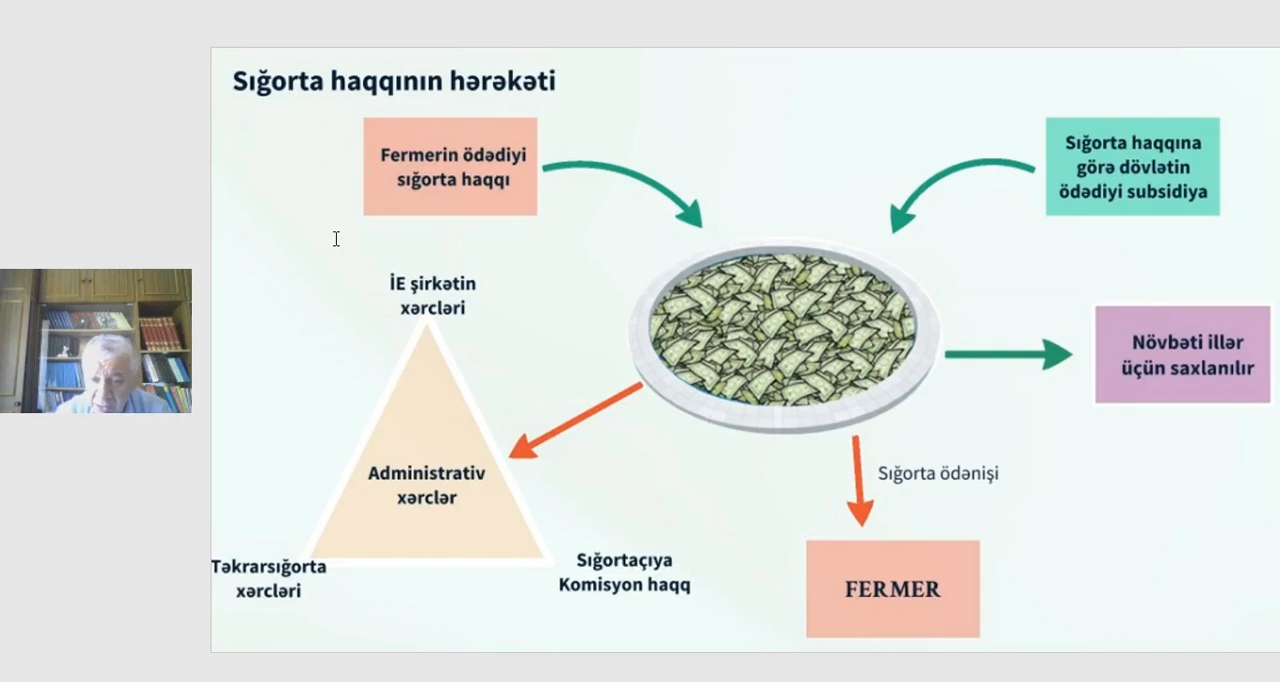 Sığorta haqqının hərəkəti
Fermerin ödədiyi
sığorta haqqı
Sığorta haqqına
görə dövlətin
ödədiyi subsidiya
İE şirkətin
xərcləri
Növbəti illər
üçün saxlanılır
Administrativ
xərclər
Sığorta ödənişi
Təkrarsığorta
xərcləri
Sığortaçıya
Komisyon haqq
FERMER